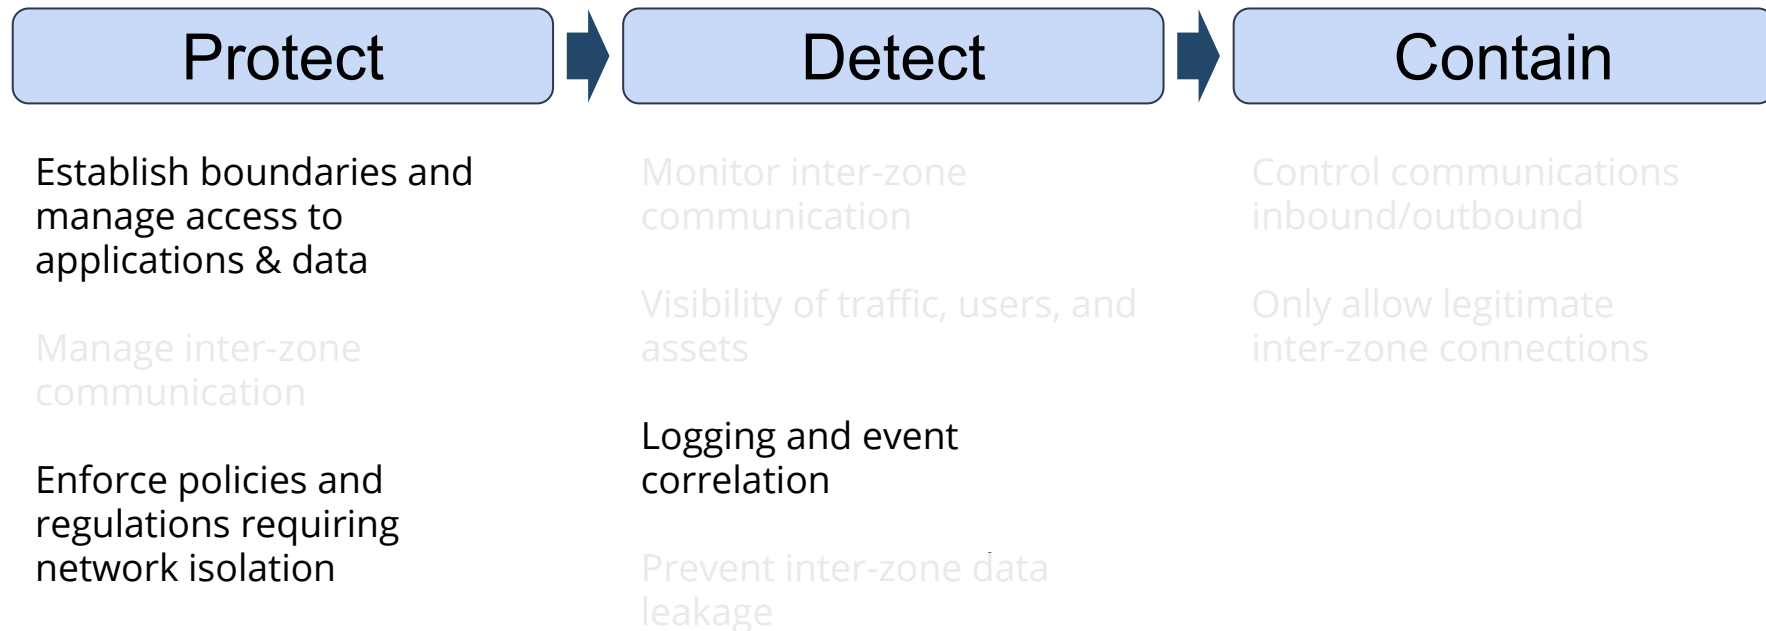 Protect
Detect
Contain
Establish boundaries and
manage access to
applications & data
Manage inter-zone
communication
Enforce policies and
regulations requiring
network isolation
Monitor inter-zone
communication
Visibility of traffic, users, and
assets
Logging and event
correlation
Prevent inter-zone data
leakage
Control communications
inbound/outbound
Only allow legitimate
inter-zone connections